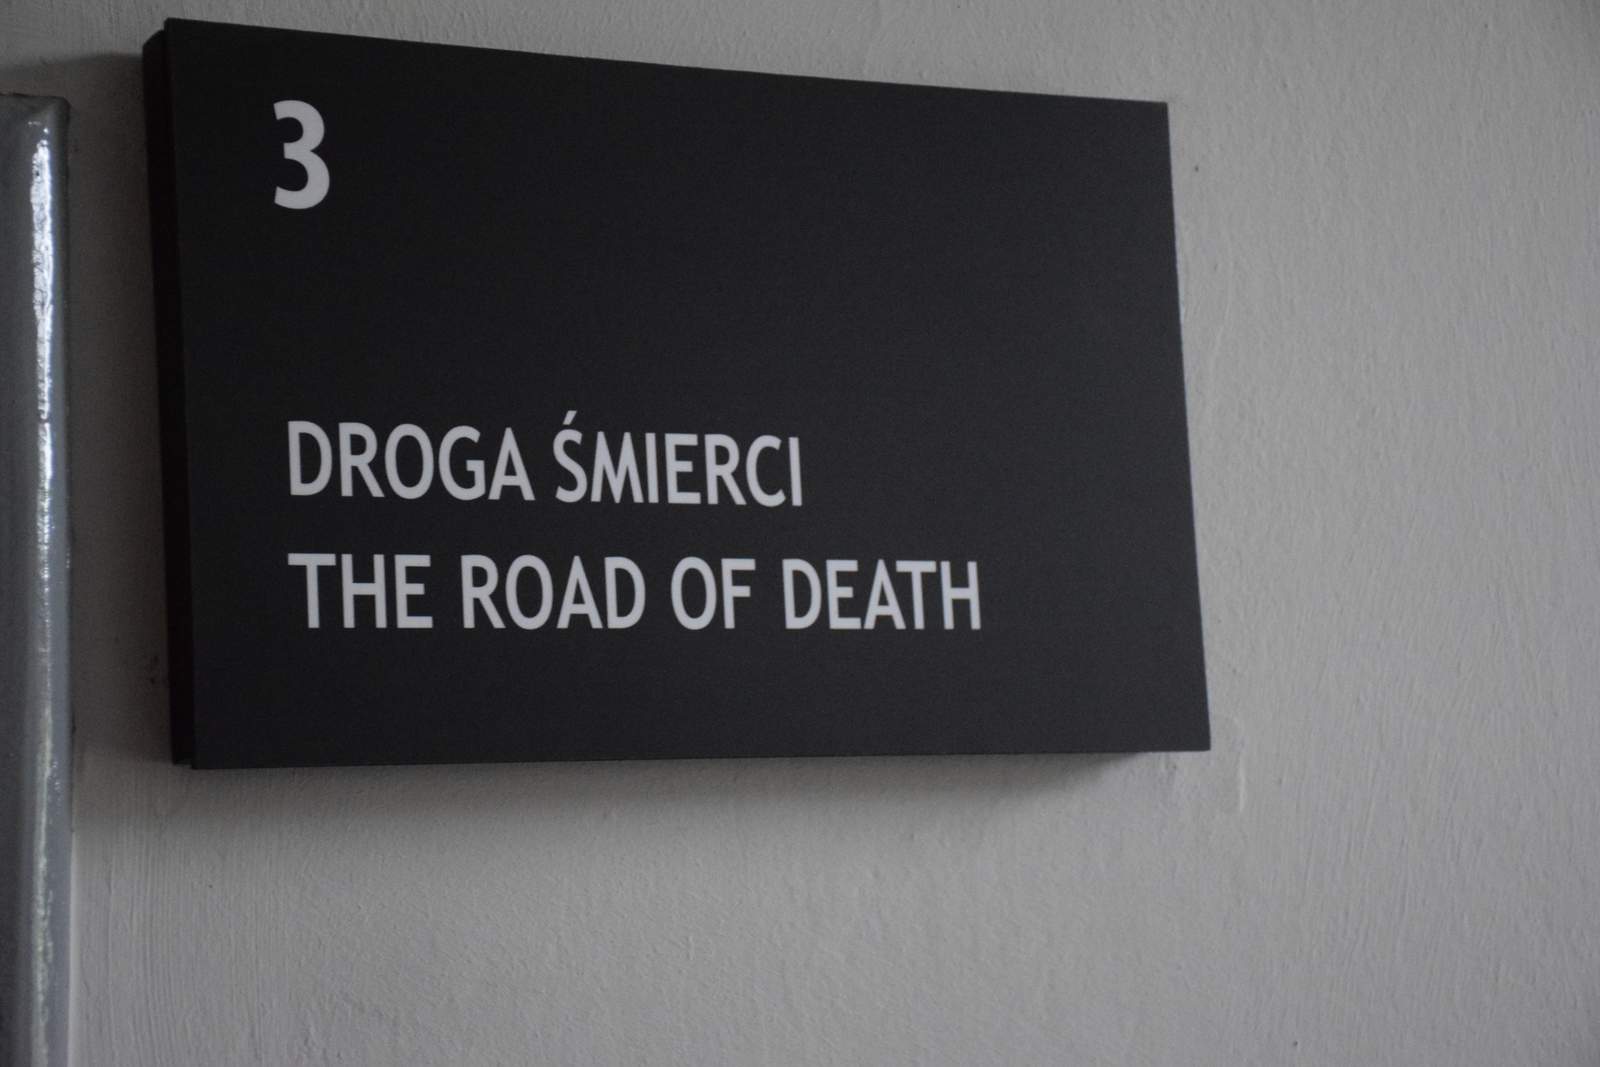 3
DROGA ŚMIERCI
THE ROAD OF DEATH